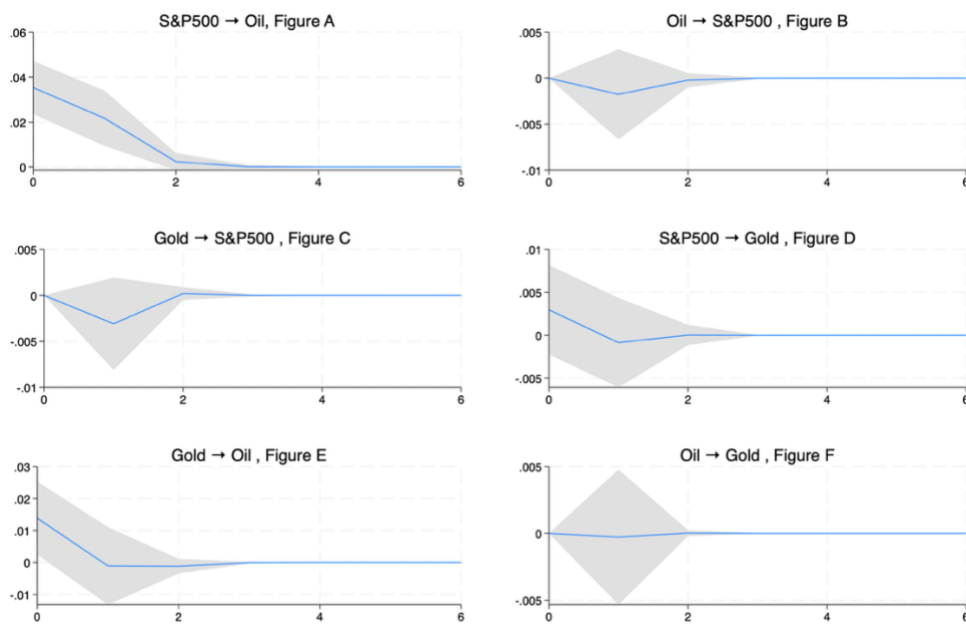 S&P500 → Oil, Figure A
.06
.04
.02
0
0 2 4 6
Oil → S&P500 , Figure B
.005
0
-.005
-.01
0 2 4 6
Gold → S&P500 , Figure C
.005
0
-.005
-.01
0 2 4 6
S&P500 → Gold , Figure D
.01
.005
0
-.005
0 2 4 6
Gold → Oil , Figure E
.03
.02
.01
0
-.01
0 2 4 6
Oil → Gold , Figure F
.005
0
-.005
0 2 4 6